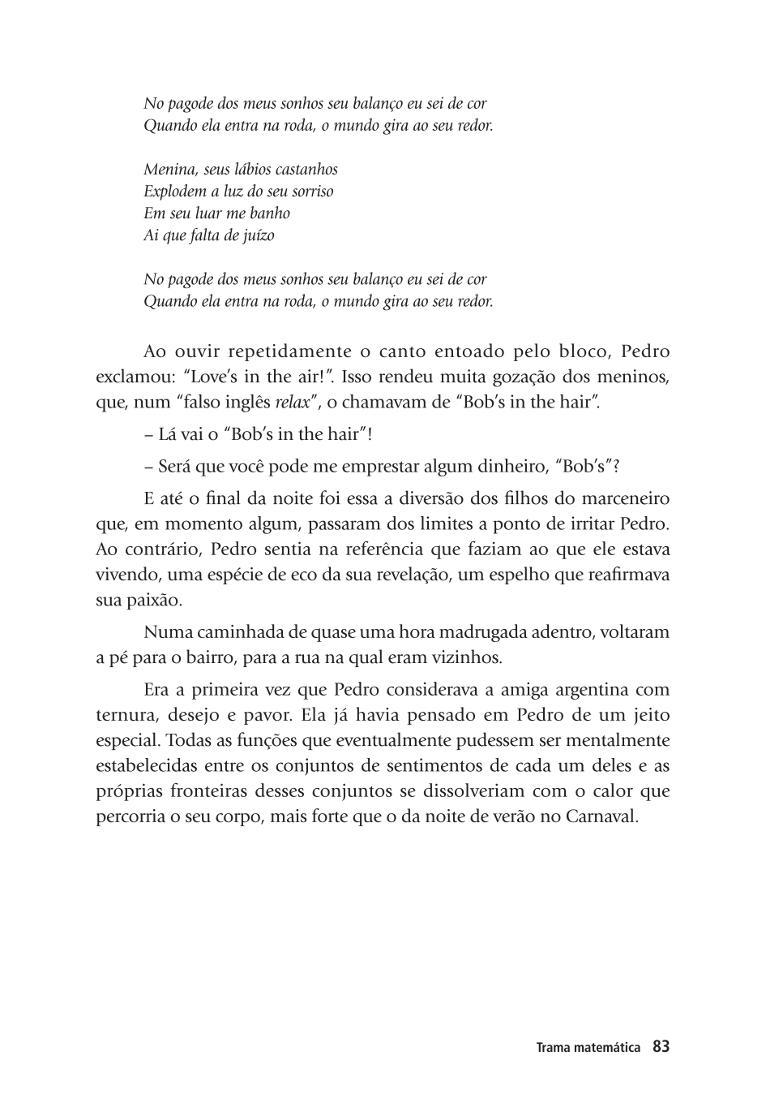 No pagode dos meus sonhos seu balanço eu sei de cor
Quando ela entra na roda, o mundo gira ao seu redor.
Menina, seus lábios castanhos
Explodem a luz do seu sorriso
Em seu luar me banho
Ai que falta de juízo
No pagode dos meus sonhos seu balanço eu sei de cor
Quando ela entra na roda, o mundo gira ao seu redor.
Ao ouvir repetidamente o canto entoado pelo bloco, Pedro
exclamou: “Love’s in the air!”. Isso rendeu muita gozação dos meninos,
que, num “falso inglês relax”, o chamavam de “Bob’s in the hair”.
– Lá vai o “Bob’s in the hair”!
– Será que você pode me emprestar algum dinheiro, “Bob’s”?
E até o final da noite foi essa a diversão dos filhos do marceneiro
que, em momento algum, passaram dos limites a ponto de irritar Pedro.
Ao contrário, Pedro sentia na referência que faziam ao que ele estava
vivendo, uma espécie de eco da sua revelação, um espelho que reafirmava
sua paixão.
Numa caminhada de quase uma hora madrugada adentro, voltaram
a pé para o bairro, para a rua na qual eram vizinhos.
Era a primeira vez que Pedro considerava a amiga argentina com
ternura, desejo e pavor. Ela já havia pensado em Pedro de um jeito
especial. Todas as funções que eventualmente pudessem ser mentalmente
estabelecidas entre os conjuntos de sentimentos de cada um deles e as
próprias fronteiras desses conjuntos se dissolveriam com o calor que
percorria o seu corpo, mais forte que o da noite de verão no Carnaval.
Trama matemática 83